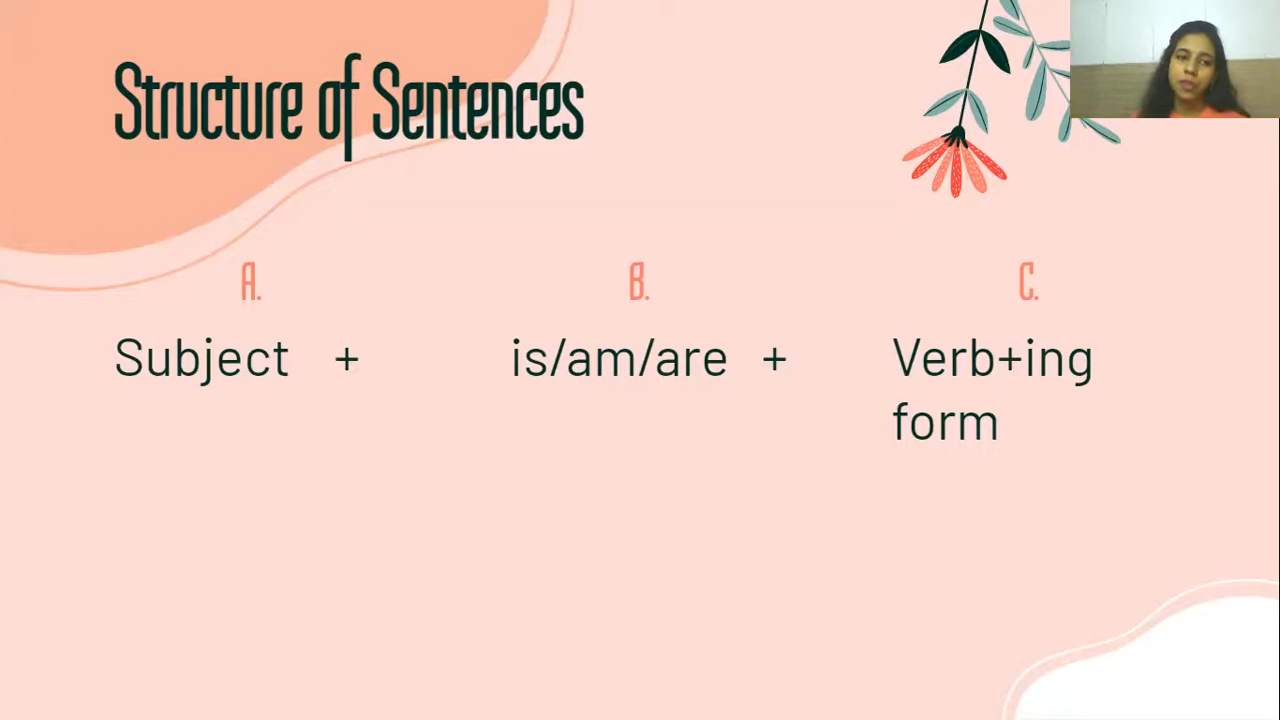 Structure of Sentences
A.
Subject +
B.
is/am/are +
C.
Verb+ing
form